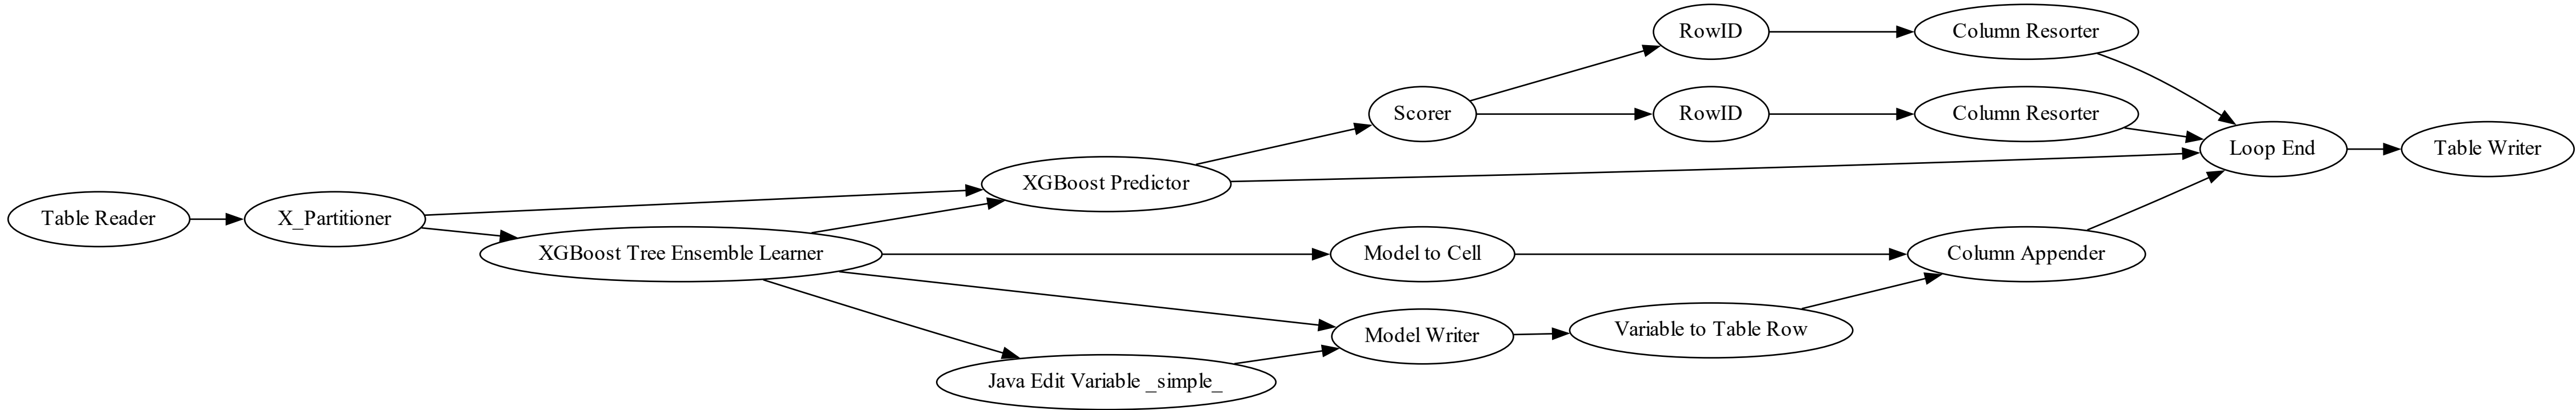 Table Reader
X_Partitioner
XGBoost Tree Ensemble Learner
XGBoost Predictor
Java Edit Variable _simple_
Scorer
Model to Cell
Model Writer
RowID
RowID
Variable to Table Row
Column Resorter
Column Resorter
Column Appender
Loop End
Table Writer